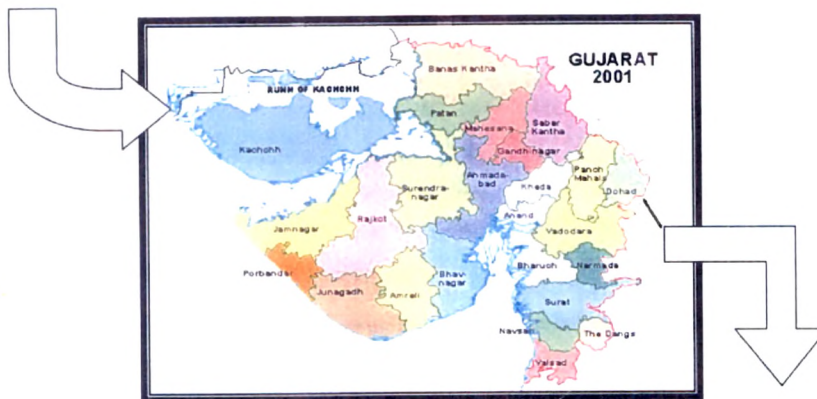 GUJARAT
2001
Banas Kantha
RUNN OF KACHCHH
Patan
Mahesana
Sabar
Kantha
Kachchh
Gandhinagar
Ahmada-
bad
Kheda
Panch
Mahals
Dohad
Surendra-
nagar
Rajkot
Anand
Jamnagar
Vadodara
Porbandar
Bhav-
nagar
Bharuch
Narmada
Junagadh
Amreli
Surat
Navsari
The Dangs
Valsad